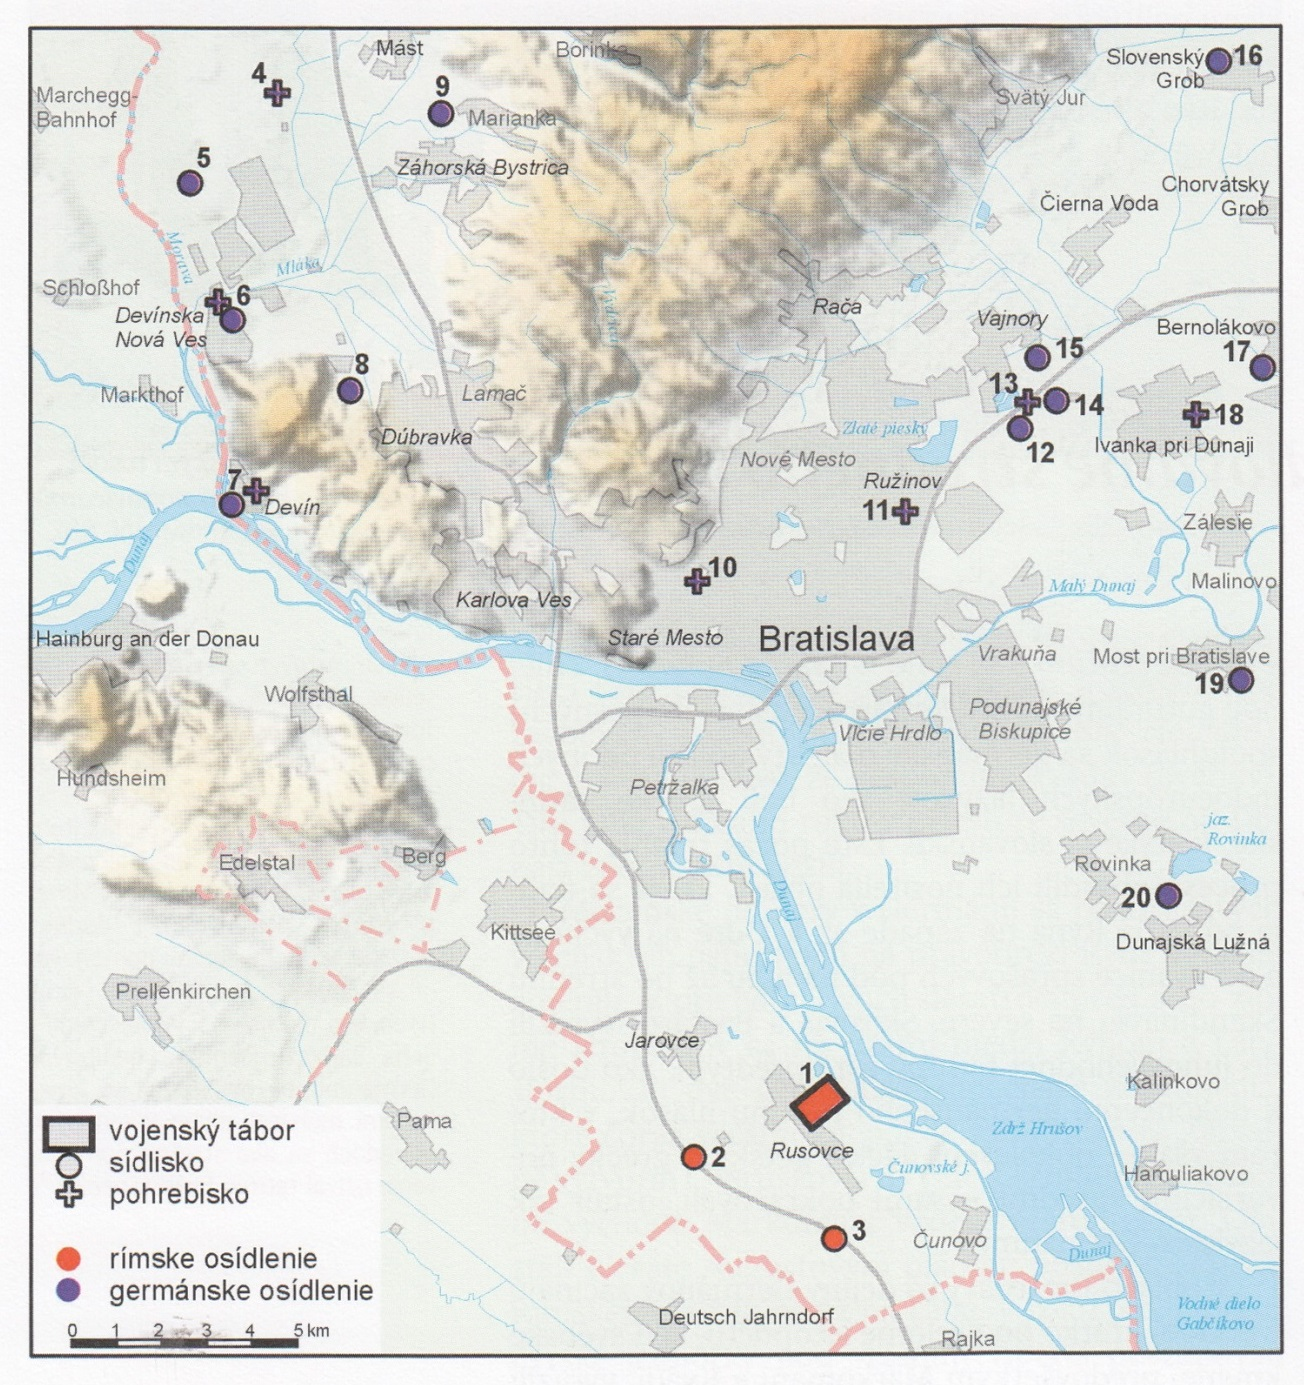 Mást
Borinka
Slovenský
Grob
16
4
9
Marchegg-
Bahnhof
Marianka
Svätý Jur
5
Záhorská Bystrica
Chorvátsky
Grob
Čierna Voda
Morava
Mláka
Schloßhof
6
Devínska
Nová Ves
Vydrica
Rača
Vajnory
Bernolákovo
17
15
8
Markthof
Lamač
13
14
18
Dúbravka
Zlaté piesky
12
Ivanka pri Dunaji
Nové Mesto
7
Devín
Ružinov
11
Zálesie
Dunaj
10
Malý Dunaj
Malinovo
Karlova Ves
Hainburg an der Donau
Staré Mesto
Bratislava
Vrakuňa
Most pri Bratislave
19
Wolfsthal
Podunajské
Biskupice
Vlčie Hrdlo
Hundsheim
Petržalka
jaz.
Rovinka
Edelstal
Berg
Rovinka
20
Dunaj
Kittsee
Dunajská Lužná
Prellenkirchen
Jarovce
1
Kalinkovo
Pama
Zdrž Hrušov
Rusovce
2
Čunovské j.
Hamuliakovo
3
Čunovo
Dunaj
Deutsch Jahrndorf
Vodné dielo
Gabčíkovo
Rajka
vojenský tábor
sídlisko
pohrebisko
rímske osídlenie
germánske osídlenie
0 1 2 3 4 5 km